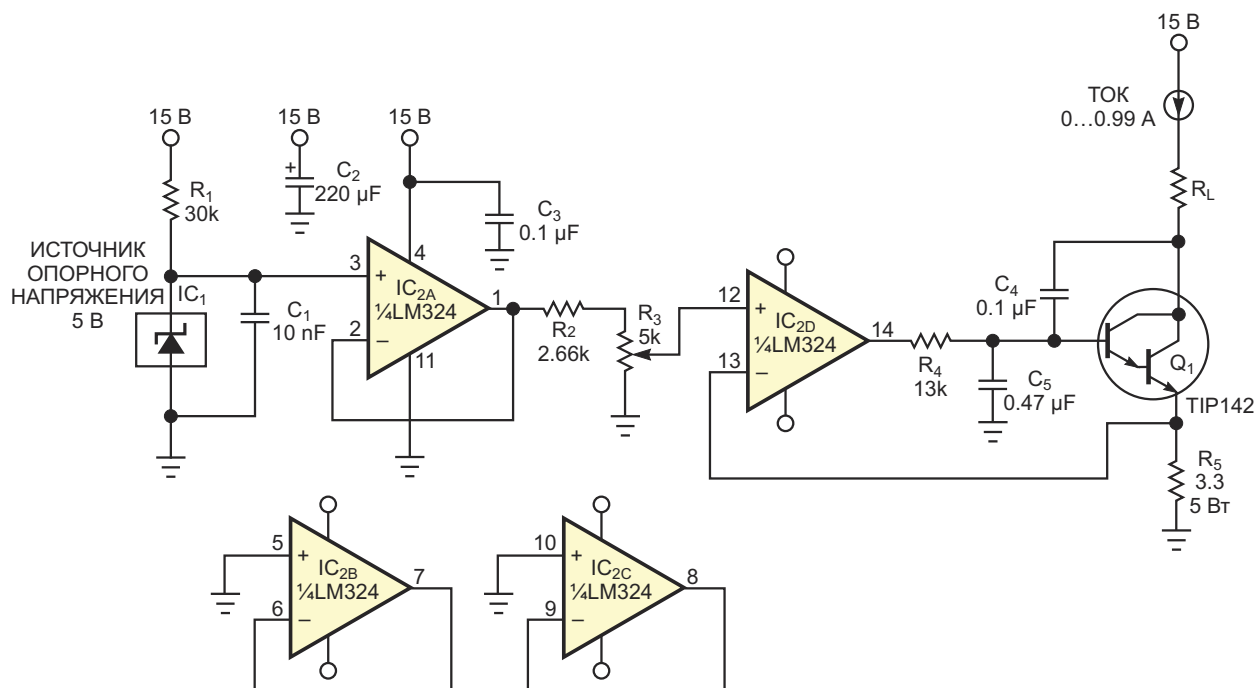 15 В
ТОК
0...0.99 А
R_L
15 В
15 В
15 В
R₁
30k
C₂
+
220 µF
C₃
0.1 µF
ИСТОЧНИК
ОПОРНОГО
НАПРЯЖЕНИЯ
5 В
IC₁
C₁
10 nF
3
+
4
IC₂A
¼LM324
1
2
–
11
R₂
2.66k
R₃
5k
12
+
IC₂D
¼LM324
14
13
–
R₄
13k
C₄
0.1 µF
C₅
0.47 µF
Q₁
TIP142
R₅
3.3
5 Вт
5
+
IC₂B
¼LM324
7
6
–
10
+
IC₂C
¼LM324
8
9
–